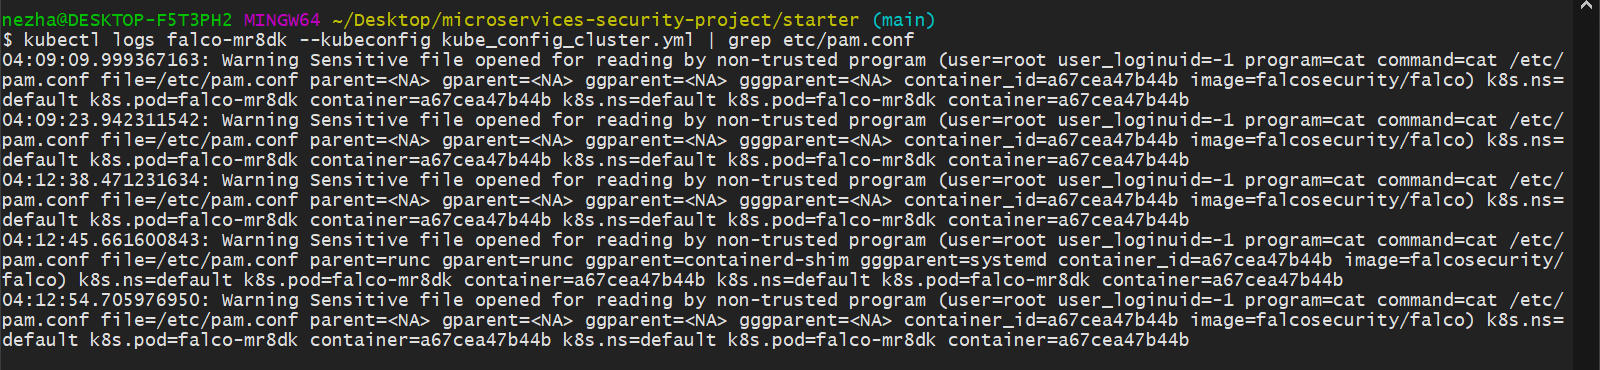 nezha@DESKTOP-F5T3PH2 MINGW64 ~/Desktop/microservices-security-project/starter (main)
$ kubectl logs falco-mr8dk --kubeconfig kube_config_cluster.yml | grep etc/pam.conf
04:09:09.999367163: Warning Sensitive file opened for reading by non-trusted program (user=root user_loginuid=-1 program=cat command=cat /etc/
pam.conf file=/etc/pam.conf parent=<NA> gparent=<NA> ggparent=<NA> gggparent=<NA> container_id=a67cea47b44b image=falcosecurity/falco) k8s.ns=
default k8s.pod=falco-mr8dk container=a67cea47b44b k8s.ns=default k8s.pod=falco-mr8dk container=a67cea47b44b
04:09:23.942311542: Warning Sensitive file opened for reading by non-trusted program (user=root user_loginuid=-1 program=cat command=cat /etc/
pam.conf file=/etc/pam.conf parent=<NA> gparent=<NA> ggparent=<NA> gggparent=<NA> container_id=a67cea47b44b image=falcosecurity/falco) k8s.ns=
default k8s.pod=falco-mr8dk container=a67cea47b44b k8s.ns=default k8s.pod=falco-mr8dk container=a67cea47b44b
04:12:38.471231634: Warning Sensitive file opened for reading by non-trusted program (user=root user_loginuid=-1 program=cat command=cat /etc/
pam.conf file=/etc/pam.conf parent=<NA> gparent=<NA> ggparent=<NA> gggparent=<NA> container_id=a67cea47b44b image=falcosecurity/falco) k8s.ns=
default k8s.pod=falco-mr8dk container=a67cea47b44b k8s.ns=default k8s.pod=falco-mr8dk container=a67cea47b44b
04:12:45.661600843: Warning Sensitive file opened for reading by non-trusted program (user=root user_loginuid=-1 program=cat command=cat /etc/
pam.conf file=/etc/pam.conf parent=runc gparent=runc ggparent=containerd-shim gggparent=systemd container_id=a67cea47b44b image=falcosecurity/
falco) k8s.ns=default k8s.pod=falco-mr8dk container=a67cea47b44b k8s.ns=default k8s.pod=falco-mr8dk container=a67cea47b44b
04:12:54.705976950: Warning Sensitive file opened for reading by non-trusted program (user=root user_loginuid=-1 program=cat command=cat /etc/
pam.conf file=/etc/pam.conf parent=<NA> gparent=<NA> ggparent=<NA> gggparent=<NA> container_id=a67cea47b44b image=falcosecurity/falco) k8s.ns=
default k8s.pod=falco-mr8dk container=a67cea47b44b k8s.ns=default k8s.pod=falco-mr8dk container=a67cea47b44b